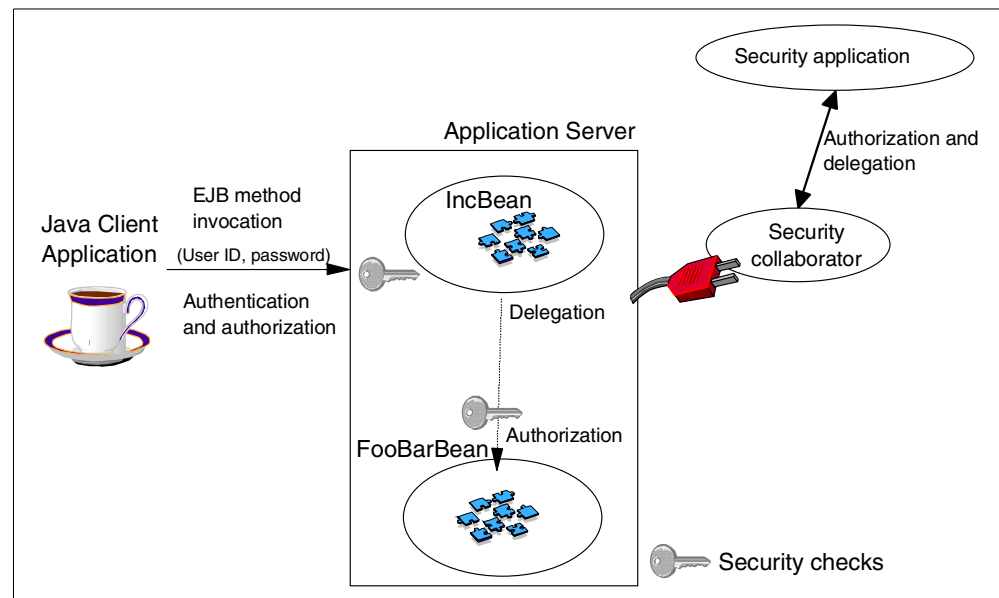 Security application
Application Server
Authorization and
delegation
EJB method
invocation
(User ID, password)
Java Client
Application
IncBean
Security
collaborator
Authentication
and authorization
Delegation
Authorization
FooBarBean
Security checks